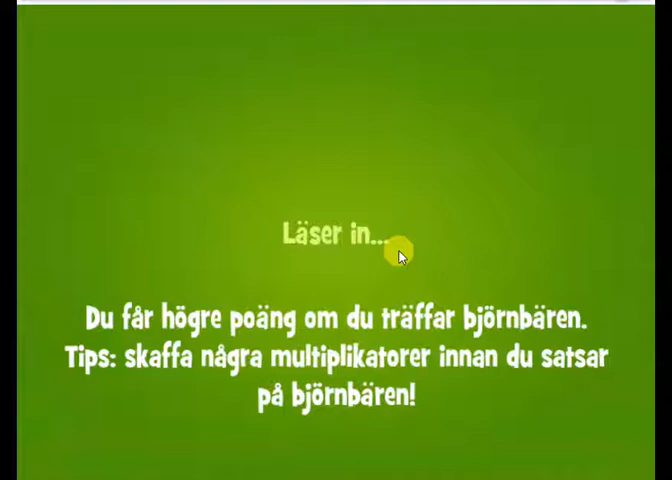 Läser in...
Du får högre poäng om du träffar björnbären.
Tips: skaffa några multiplikatorer innan du satsar
på björnbären!